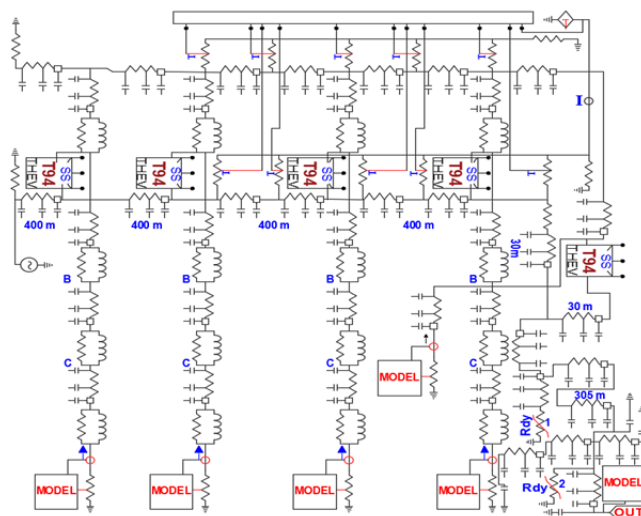 T
I
I
I
I
I
I
THEV
T94
SS
THEV
T94
SS
THEV
T94
SS
THEV
T94
SS
I
I
I
I
I
400 m
400 m
400 m
400 m
30m
THEV
T94
SS
B
B
B
B
30 m
C
C
C
C
MODEL
305 m
Rdy
1
MODEL
MODEL
MODEL
MODEL
Rdy
2
MODEL
OUT